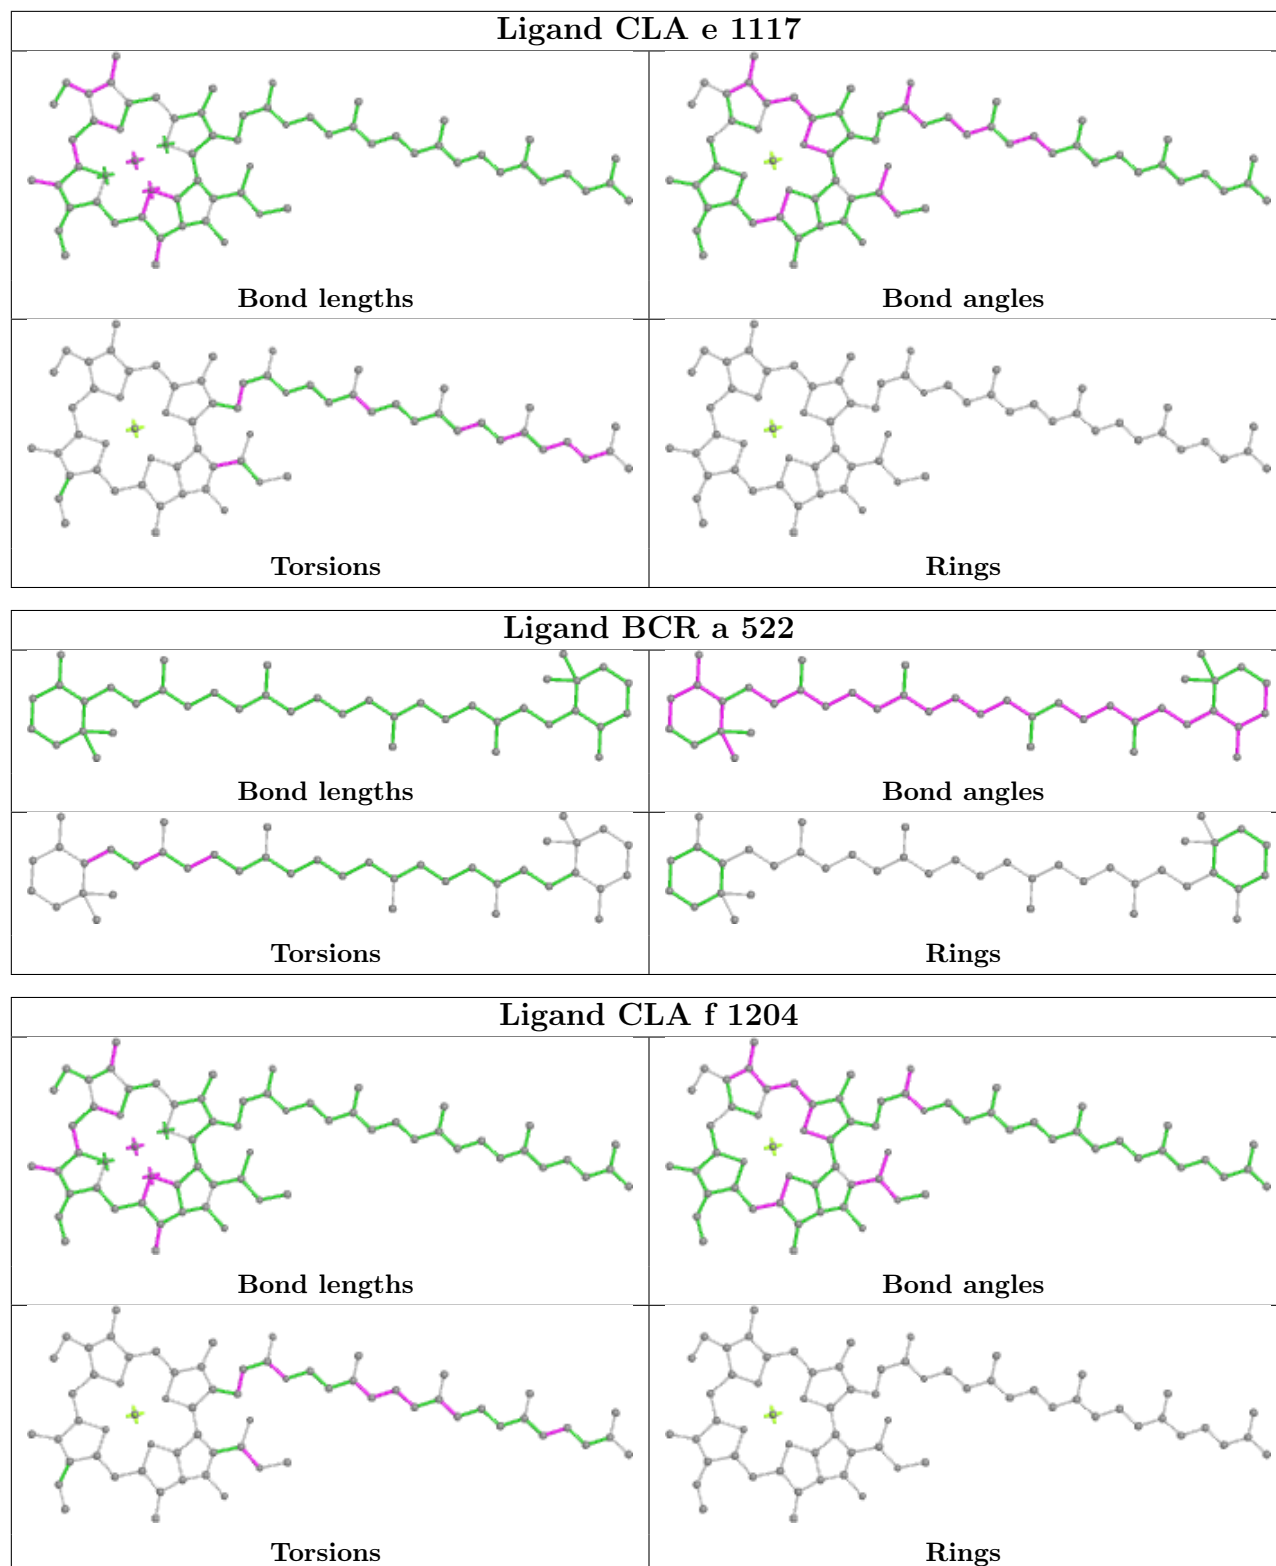 Ligand CLA e 1117
Bond lengths
Bond angles
Torsions
Rings
Ligand BCR a 522
Bond lengths
Bond angles
Torsions
Rings
Ligand CLA f 1204
Bond lengths
Bond angles
Torsions
Rings